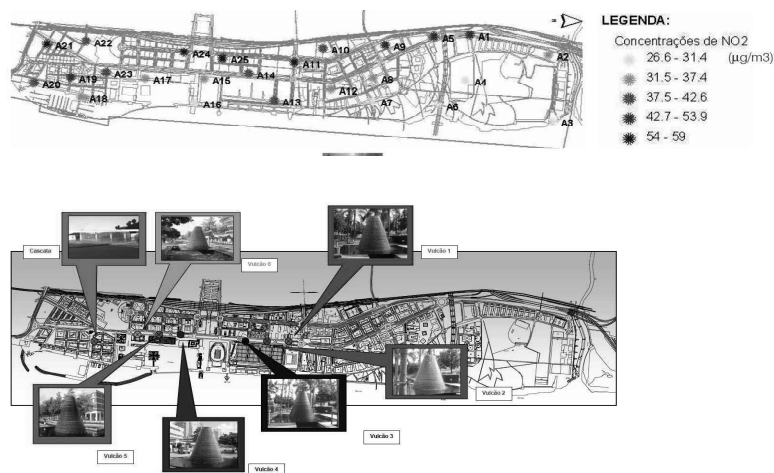 LEGENDA:
Concentrações de NO2
26.6 - 31.4 (μg/m3)
31.5 - 37.4
37.5 - 42.6
42.7 - 53.9
54 - 59
A21
A22
A24
A25
A10
A9
A5
A1
A2
A11
A20
A19
A23
A17
A15
A14
A8
A4
A12
A18
A16
A13
A7
A6
A3
Cascata
Vulcão 6
Vulcão 1
Vulcão 2
Vulcão 3
Vulcão 5
Vulcão 4